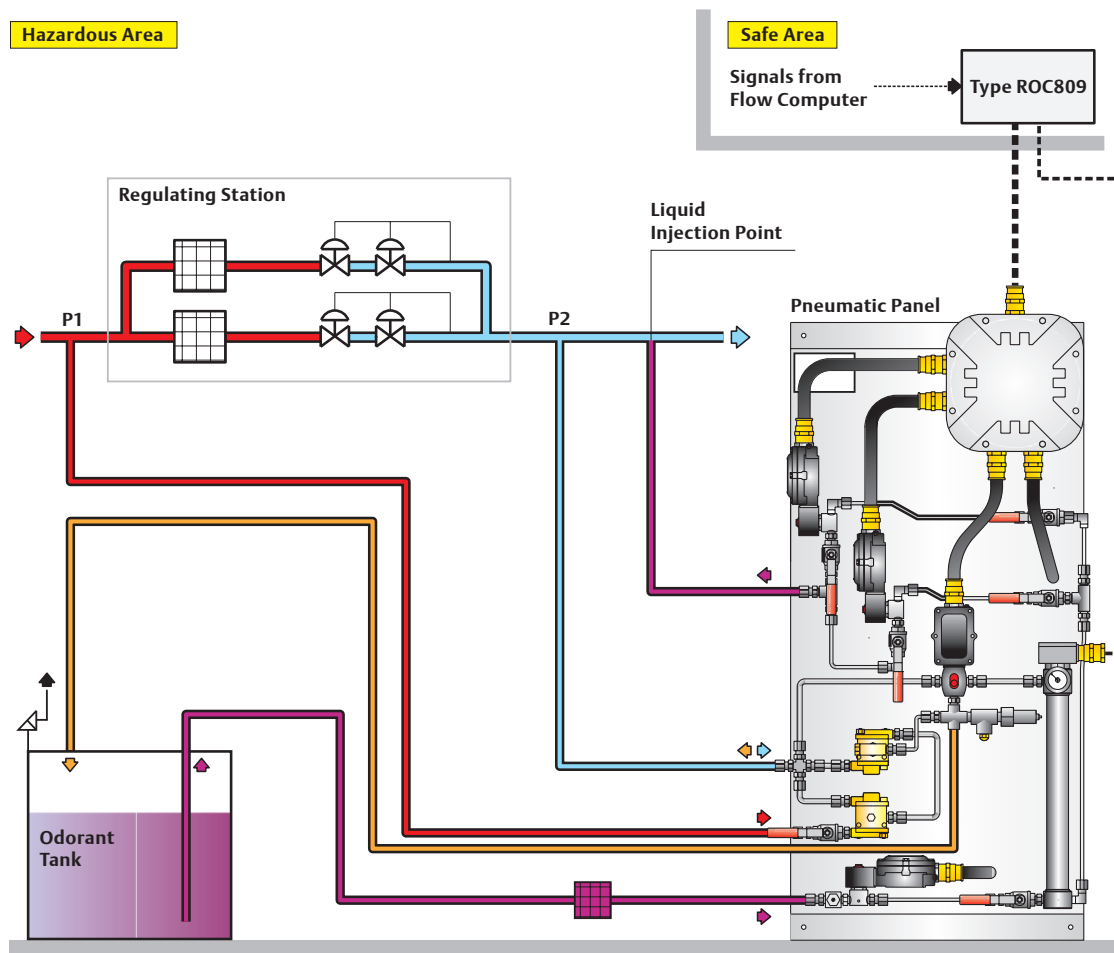 Hazardous Area
Safe Area
Signals from
Flow Computer
Type ROC809
Regulating Station
Liquid
Injection Point
P1
P2
Pneumatic Panel
Odorant
Tank